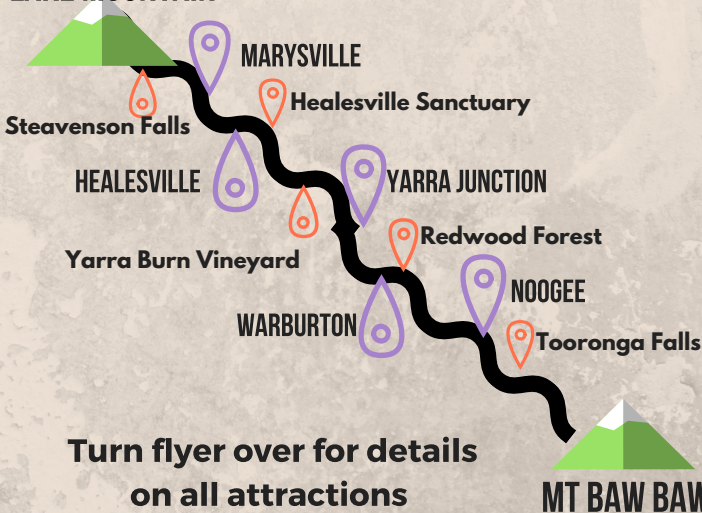 MARYSVILLE
Healesville Sanctuary
Steavenson Falls
HEALESVILLE
YARRA JUNCTION
Redwood Forest
Yarra Burn Vineyard
NOOGEE
WARBURTON
Tooronga Falls
Turn flyer over for details
on all attractions
MT BAW BAW